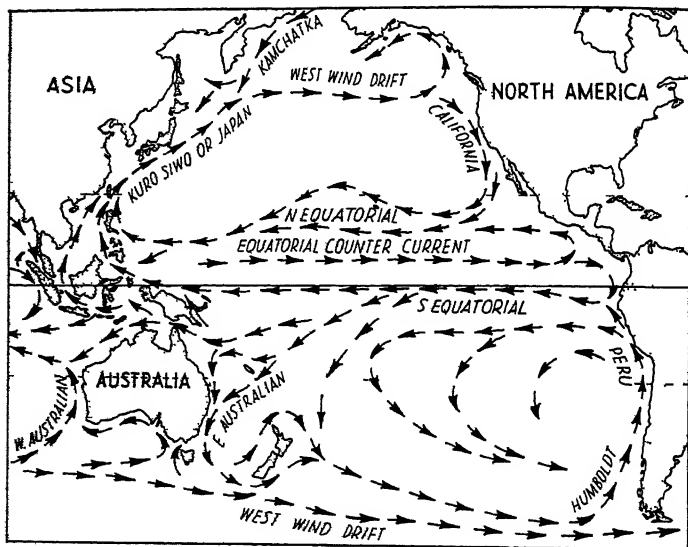 ASIA
KAMCHATKA
WEST WIND DRIFT
NORTH AMERICA
KURO SIWO OR JAPAN
CALIFORNIA
N EQUATORIAL
EQUATORIAL COUNTER CURRENT
S EQUATORIAL
AUSTRALIA
W. AUSTRALIAN
E AUSTRALIAN
PERU
HUMBOLDT
WEST WIND DRIFT